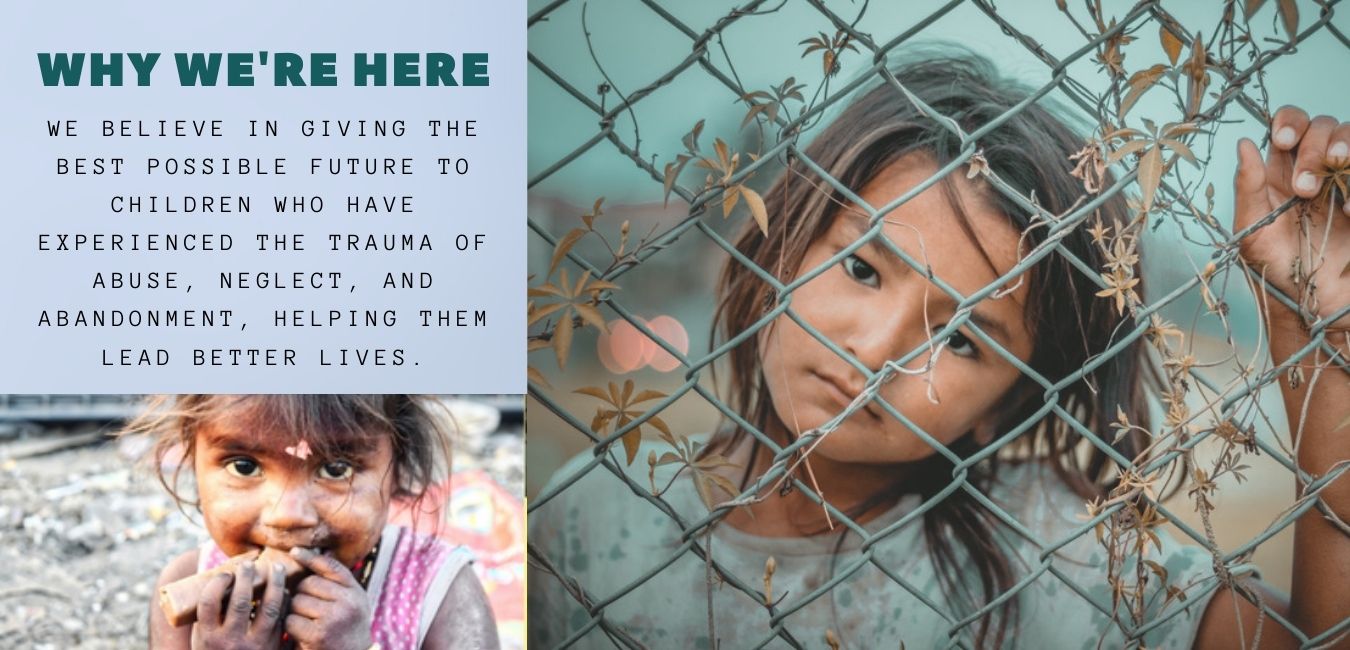 WHY WE'RE HERE
WE BELIEVE IN GIVING THE
BEST POSSIBLE FUTURE TO
CHILDREN WHO HAVE
EXPERIENCED THE TRAUMA OF
ABUSE, NEGLECT, AND
ABANDONMENT, HELPING THEM
LEAD BETTER LIVES.